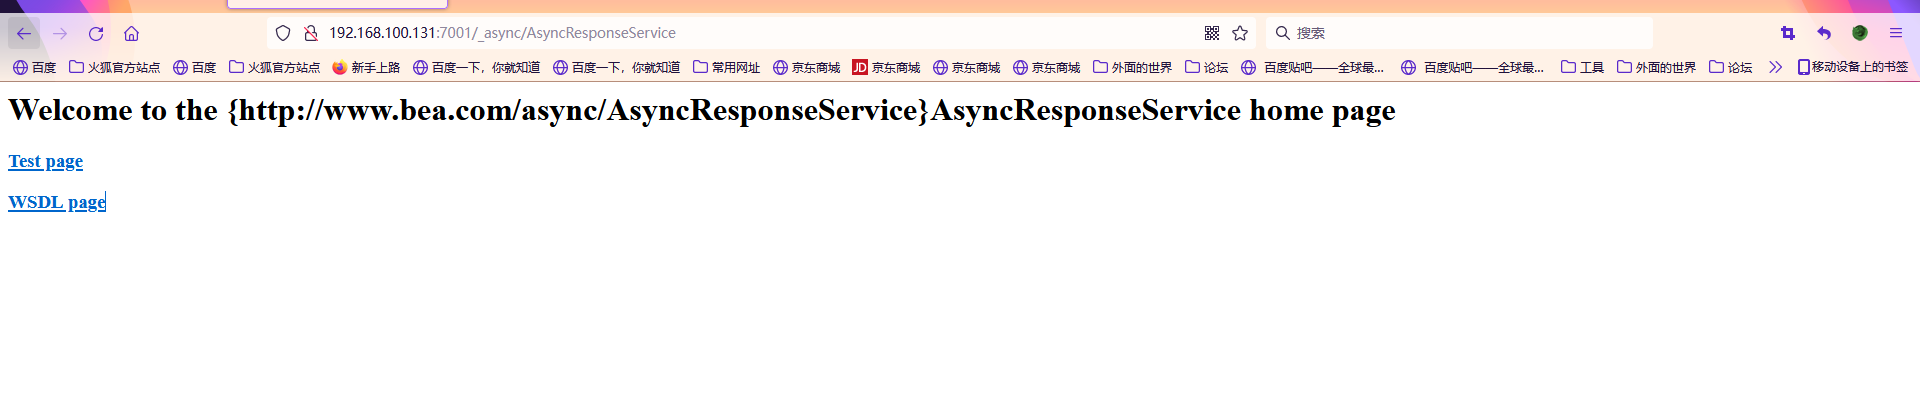 192.168.100.131:7001/_async/AsyncResponseService 搜索
百度 火狐官方站点 百度 火狐官方站点 新手上路 百度一下，你就知道 百度一下，你就知道 常用网址 京东商城 JD 京东商城 京东商城 京东商城 外面的世界 论坛 百度贴吧——全球最... 百度贴吧——全球最... 工具 外面的世界 论坛 移动设备上的书签
Welcome to the {http://www.bea.com/async/AsyncResponseService}AsyncResponseService home page
Test page
WSDL page